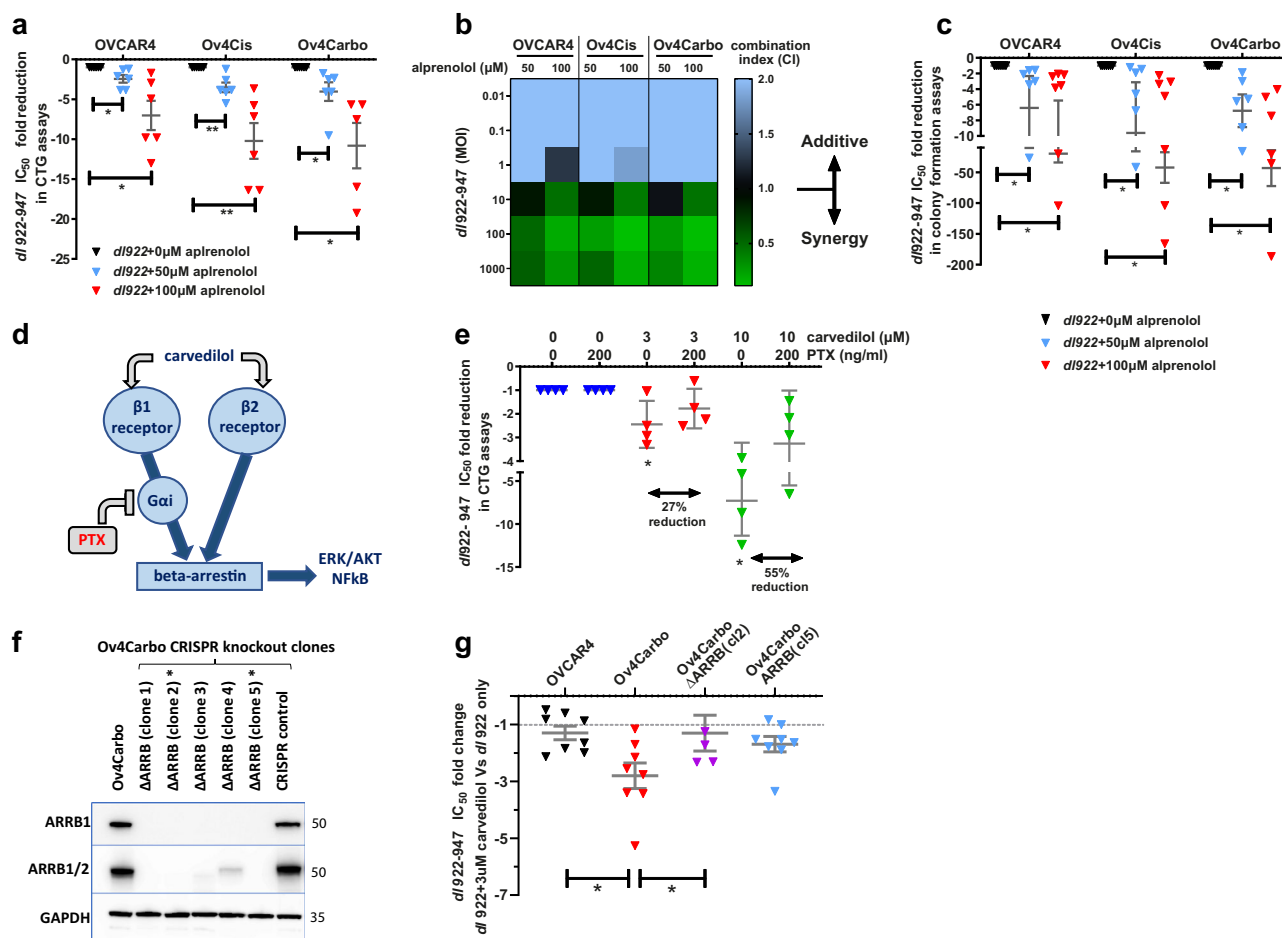 a
OVCAR4
Ov4Cis
Ov4Carbo
0
-5
-10
-15
-20
-25
dl 922-947 IC50 fold reduction
in CTG assays
*
**
*
*
**
*
dl922+0µM aplrenolol
dl922+50µM aplrenolol
dl922+100µM aplrenolol
b
OVCAR4 Ov4Cis Ov4Carbo
alprenolol (µM) 50 100 50 100 50 100
0.01
0.1
1
10
100
1000
dl922-947 (MOI)
combination
index (CI)
2.0
1.5
1.0
0.5
Additive
Synergy
c
OVCAR4
Ov4Cis
Ov4Carbo
0
-2
-4
-6
-8
-10
-50
-100
-150
-200
dl922-947 IC50 fold reduction
in colony formation assays
*
*
*
*
*
*
dl922+0µM alprenolol
dl922+50µM alprenolol
dl922+100µM alprenolol
d
carvedilol
β1
receptor
β2
receptor
Gαi
PTX
beta-arrestin
ERK/AKT
NFkB
e
0 0 3 3 10 10 carvedilol (µM)
0 200 0 200 0 200 PTX (ng/ml)
0
-1
-2
-3
-4
-5
-10
-15
dl922- 947 IC50 fold reduction
in CTG assays
*
27%
reduction
*
55%
reduction
f
Ov4Carbo CRISPR knockout clones
Ov4Carbo
ΔARRB (clone 1)
ΔARRB (clone 2) *
ΔARRB (clone 3)
ΔARRB (clone 4)
ΔARRB (clone 5) *
CRISPR control
ARRB1 50
ARRB1/2 50
GAPDH 35
g
OVCAR4
Ov4Carbo
Ov4Carbo
ΔARRB(cl2)
Ov4Carbo
ARRB(cl5)
-1
-3
-5
-7
dl922-947 IC50 fold change
dl 922+3uM carvedilol Vs dl 922 only
*
*